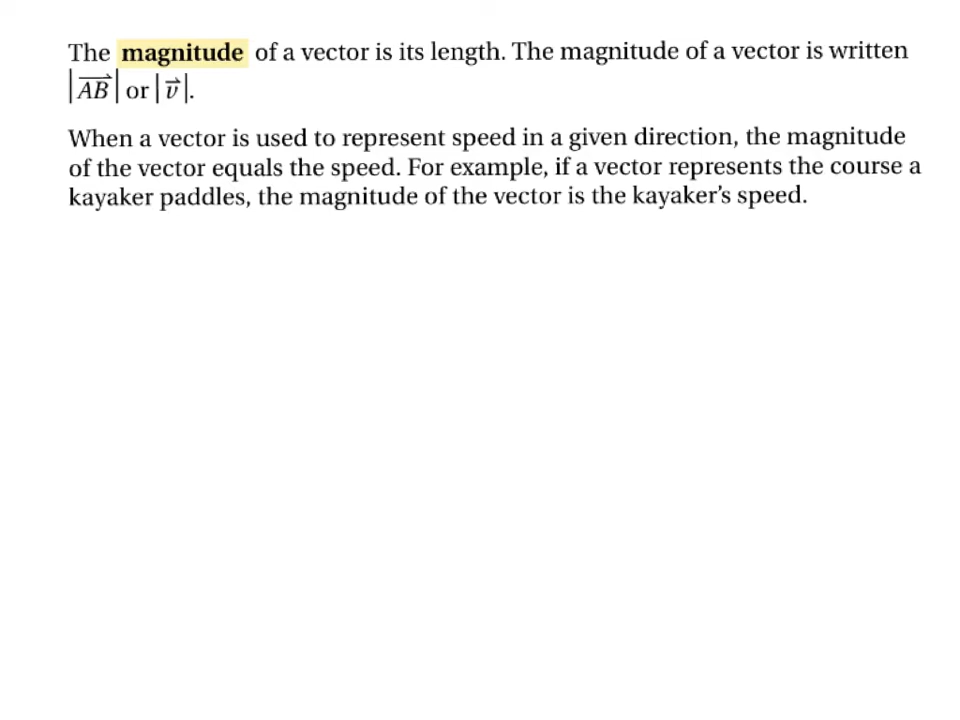 The magnitude of a vector is its length. The magnitude of a vector is written
|\overrightarrow{AB}| or |\vec{v}|.
When a vector is used to represent speed in a given direction, the magnitude
of the vector equals the speed. For example, if a vector represents the course a
kayaker paddles, the magnitude of the vector is the kayaker’s speed.